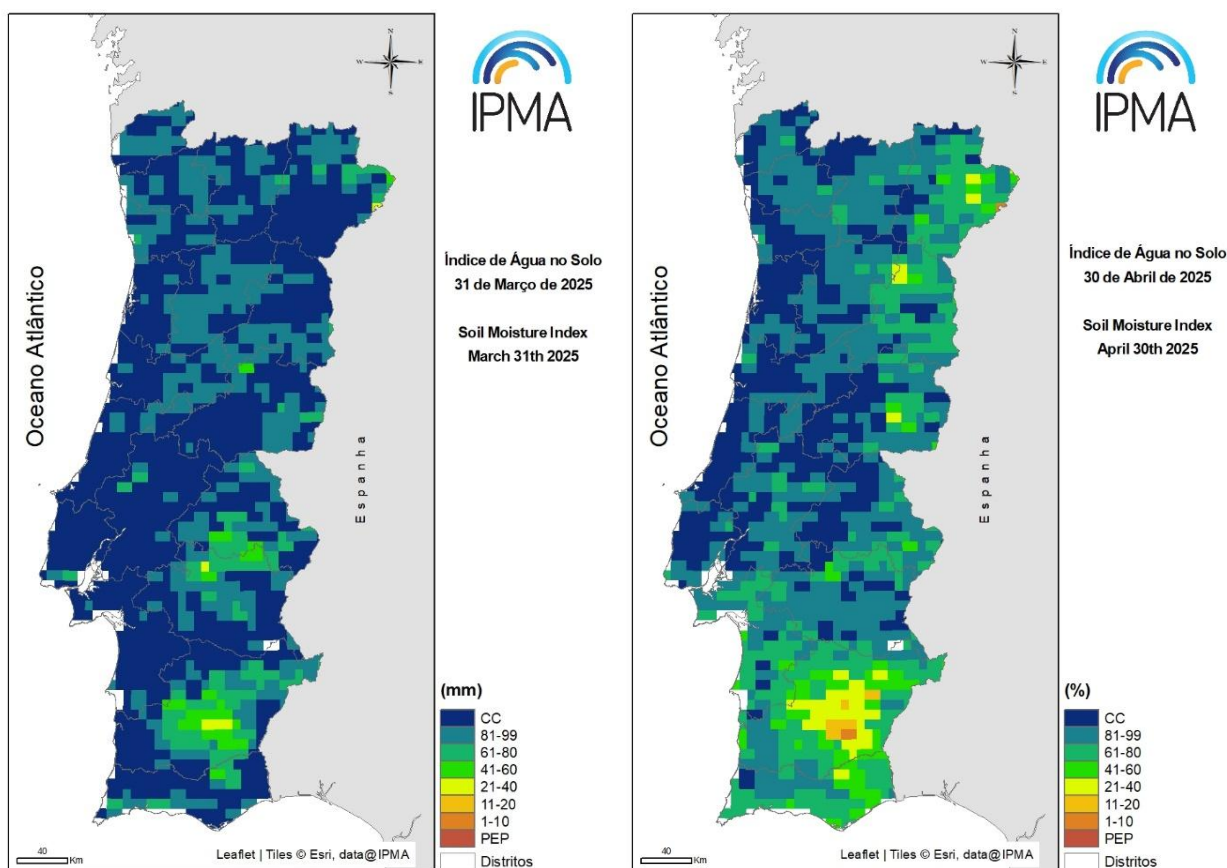 N
W E
S
IPMA
Índice de Água no Solo
31 de Março de 2025
Soil Moisture Index
March 31th 2025
Oceano Atlântico
Espanha
(mm)
CC
81-99
61-80
41-60
21-40
11-20
1-10
PEP
Distritos
40
Km
Leaflet | Tiles © Esri, data@IPMA
N
W E
S
IPMA
Índice de Água no Solo
30 de Abril de 2025
Soil Moisture Index
April 30th 2025
Oceano Atlântico
Espanha
(%)
CC
81-99
61-80
41-60
21-40
11-20
1-10
PEP
Distritos
40
Km
Leaflet | Tiles © Esri, data@IPMA